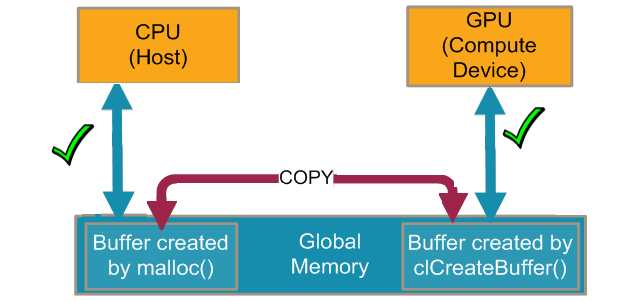 CPU
(Host)
GPU
(Compute
Device)
COPY
Buffer created
by malloc()
Global
Memory
Buffer created by
clCreateBuffer()